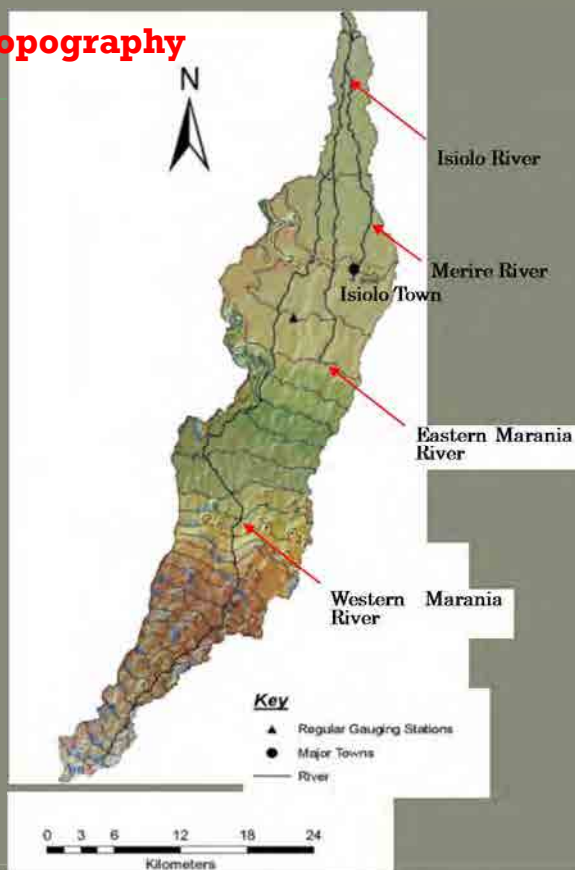 opography
N
Isiolo River
Merire River
Isiolo Town
Eastern Marania
River
Western Marania
River
Key
Regular Gauging Stations
Major Towns
River
0 3 6 12 18 24
Kilometers